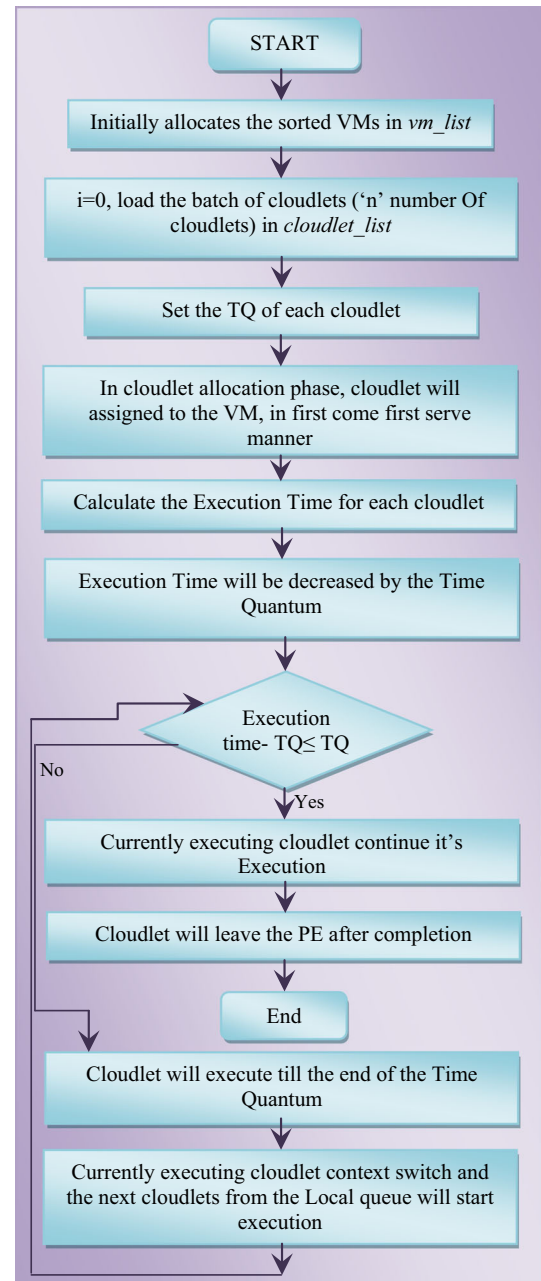 START
Initially allocates the sorted VMs in vm_list
i=0, load the batch of cloudlets (‘n’ number Of
cloudlets) in cloudlet_list
Set the TQ of each cloudlet
In cloudlet allocation phase, cloudlet will
assigned to the VM, in first come first serve
manner
Calculate the Execution Time for each cloudlet
Execution Time will be decreased by the Time
Quantum
Execution
time- TQ≤ TQ
No
Yes
Currently executing cloudlet continue it’s
Execution
Cloudlet will leave the PE after completion
End
Cloudlet will execute till the end of the Time
Quantum
Currently executing cloudlet context switch and
the next cloudlets from the Local queue will start
execution